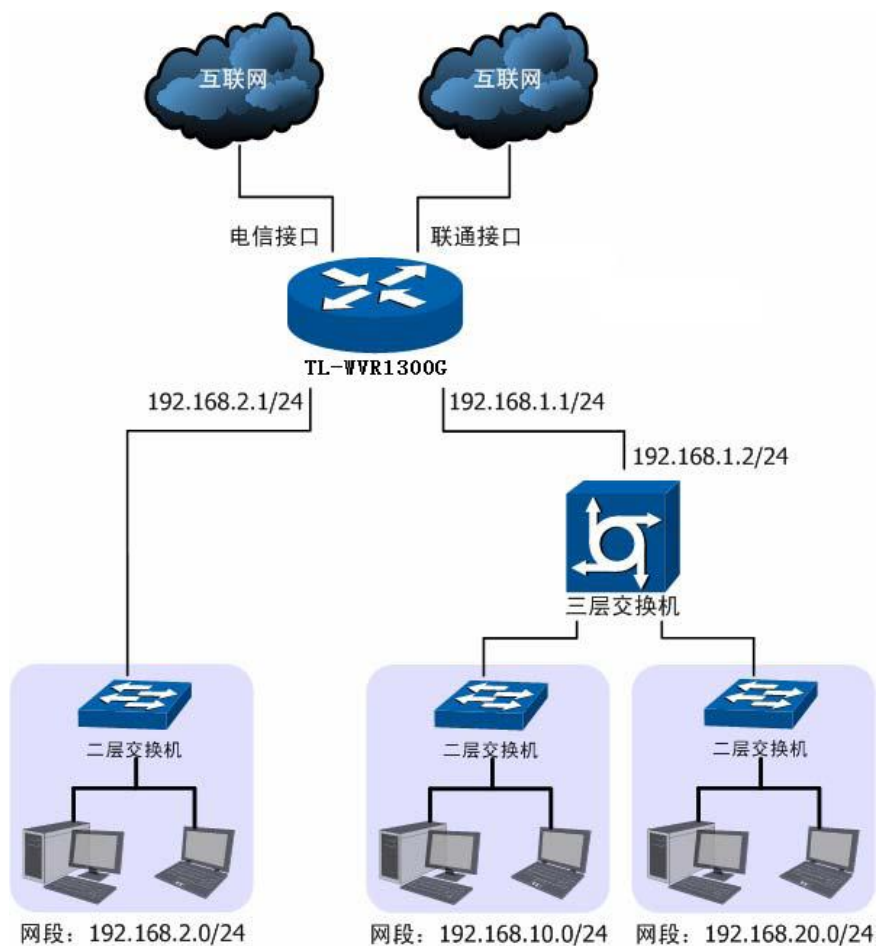 互联网
互联网
电信接口
联通接口
TL-WVR1300G
192.168.2.1/24
192.168.1.1/24
192.168.1.2/24
三层交换机
二层交换机
二层交换机
二层交换机
网段：192.168.2.0/24
网段：192.168.10.0/24
网段：192.168.20.0/24